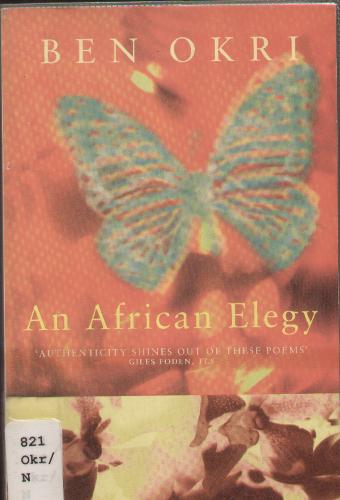 BEN OKRI
An African Elegy
'AUTHENTICITY SHINES OUT OF THESE POEMS'
GILES FODEN, TLS
821
Okr/
N